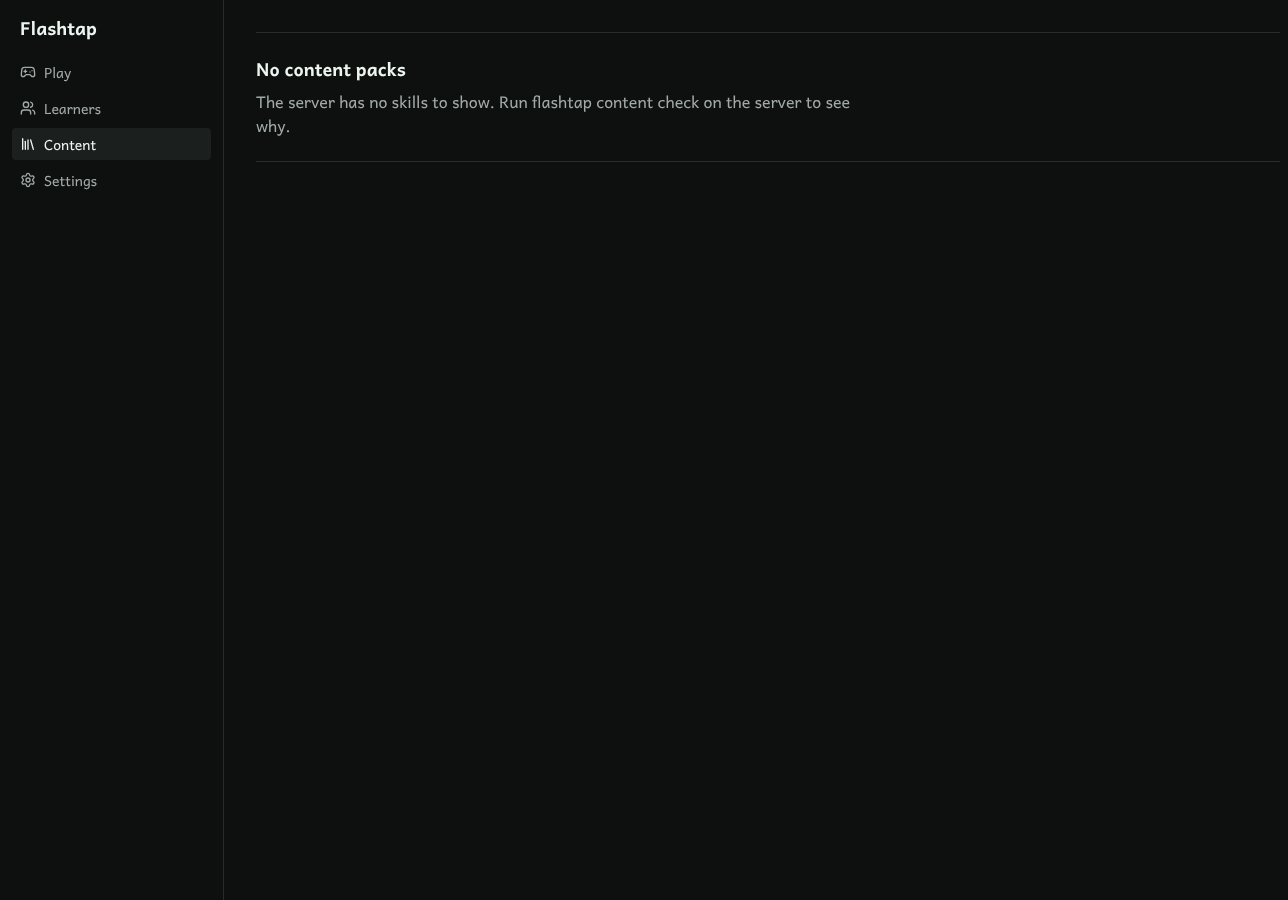 Flashtap
Play
Learners
Content
Settings
No content packs
The server has no skills to show. Run flashtap content check on the server to see
why.